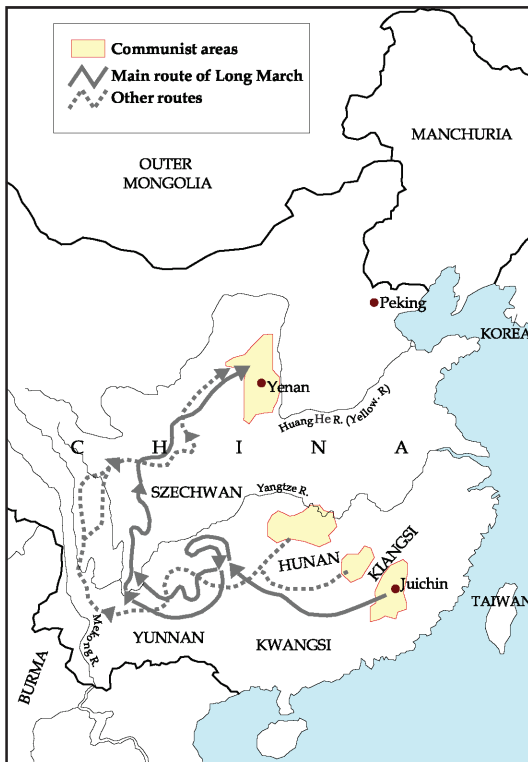 Communist areas
Main route of Long March
Other routes
MANCHURIA
OUTER
MONGOLIA
Peking
KOREA
Yenan
Huang He R. (Yellow. R)
C H I N A
SZECHWAN
Yangtze R.
HUNAN
KIANGSI
Juichin
TAIWAN
Mekong R.
YUNNAN
KWANGSI
BURMA